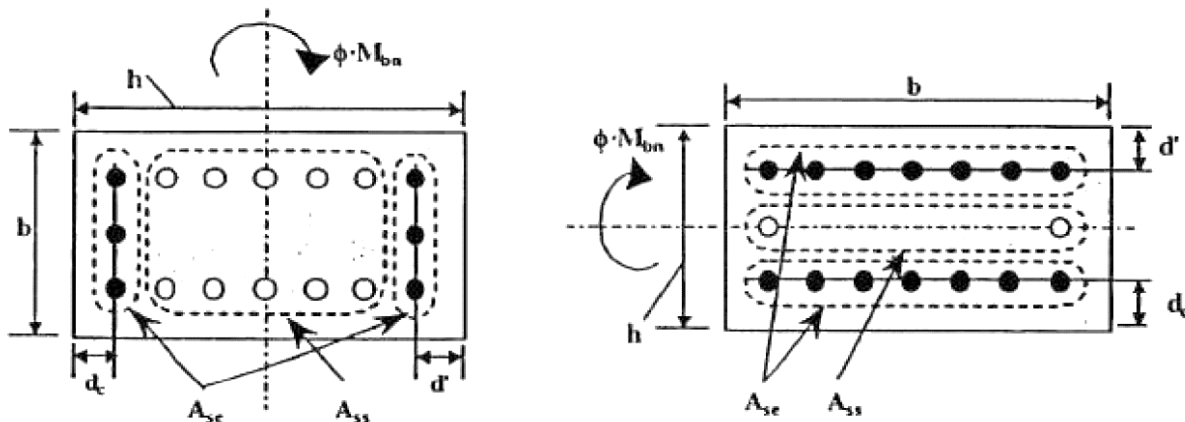 φ·M_bn
h
b
d_c
d'
A_se
A_ss
b
φ·M_bn
d'
h
d_c
A_se
A_ss